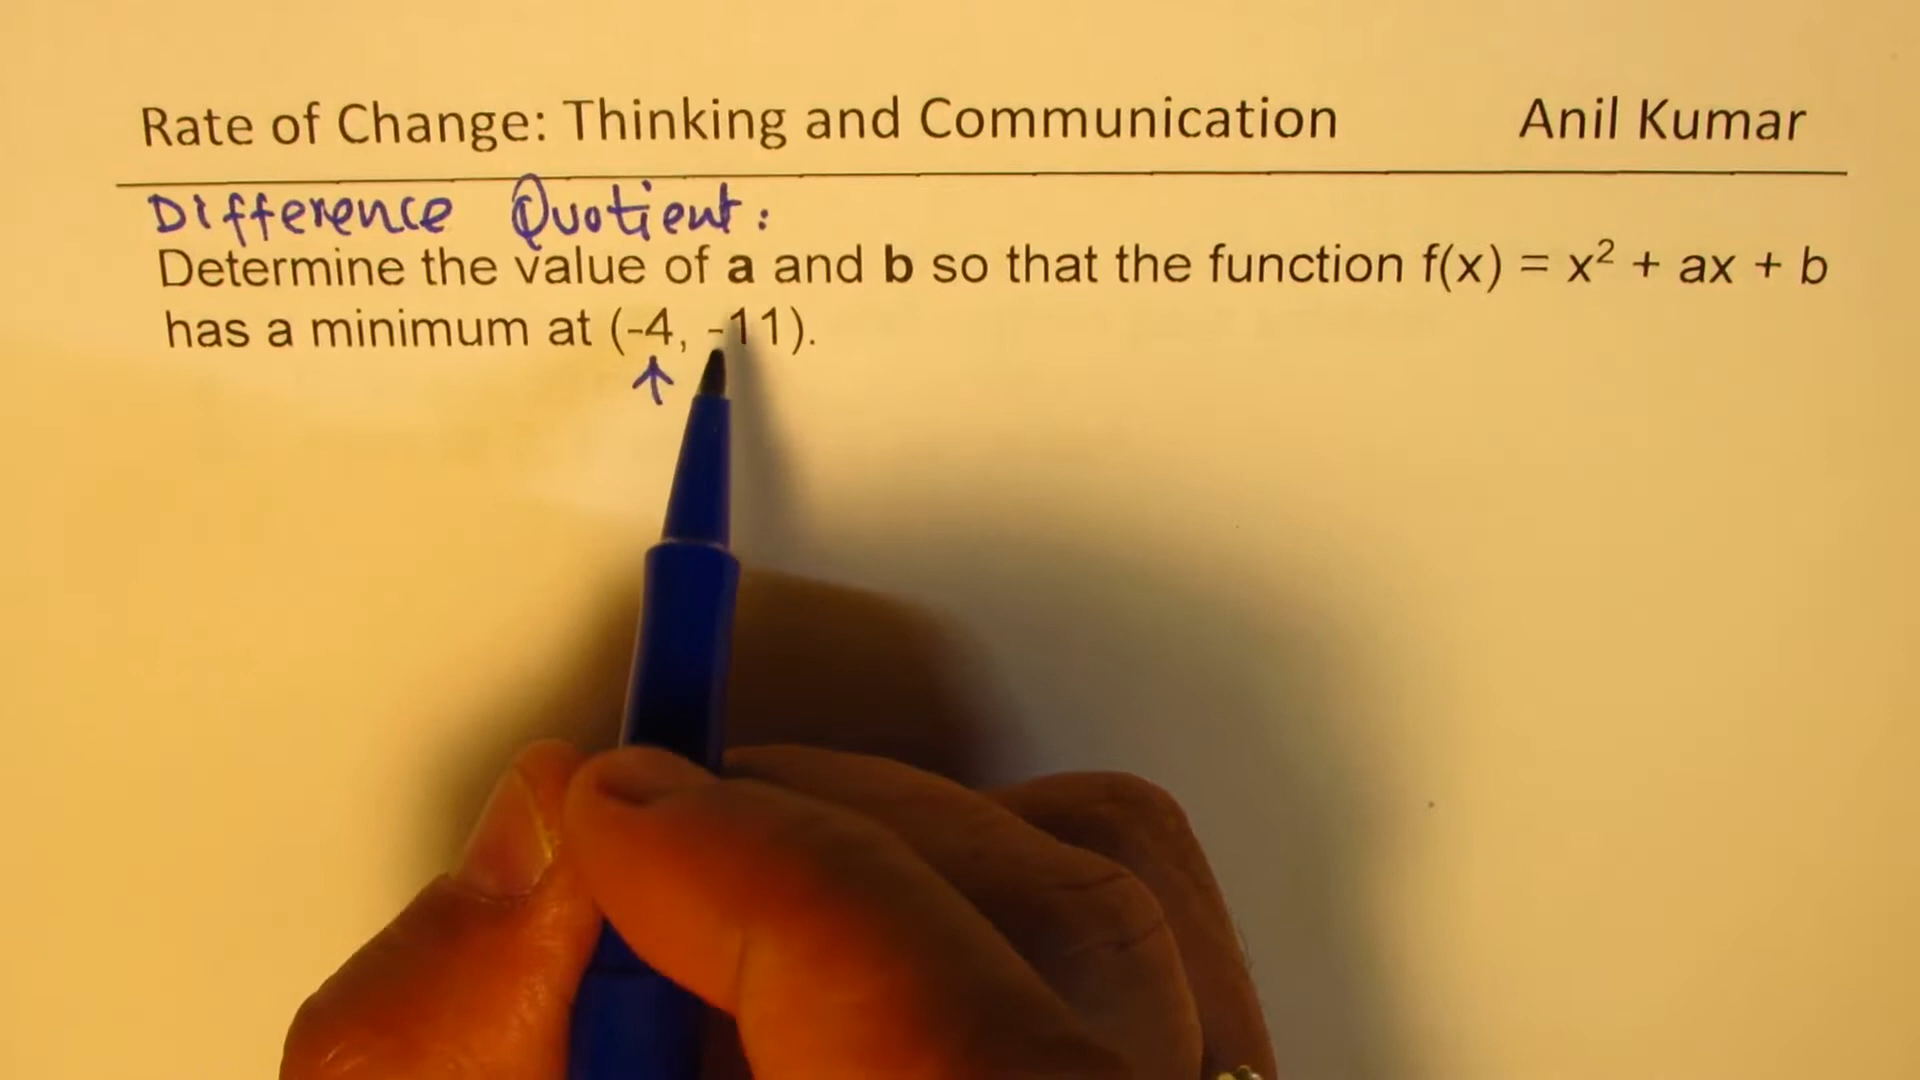 Rate of Change: Thinking and Communication Anil Kumar
Difference Quotient:
Determine the value of a and b so that the function f(x) = x² + ax + b
has a minimum at (-4, -11).
↑